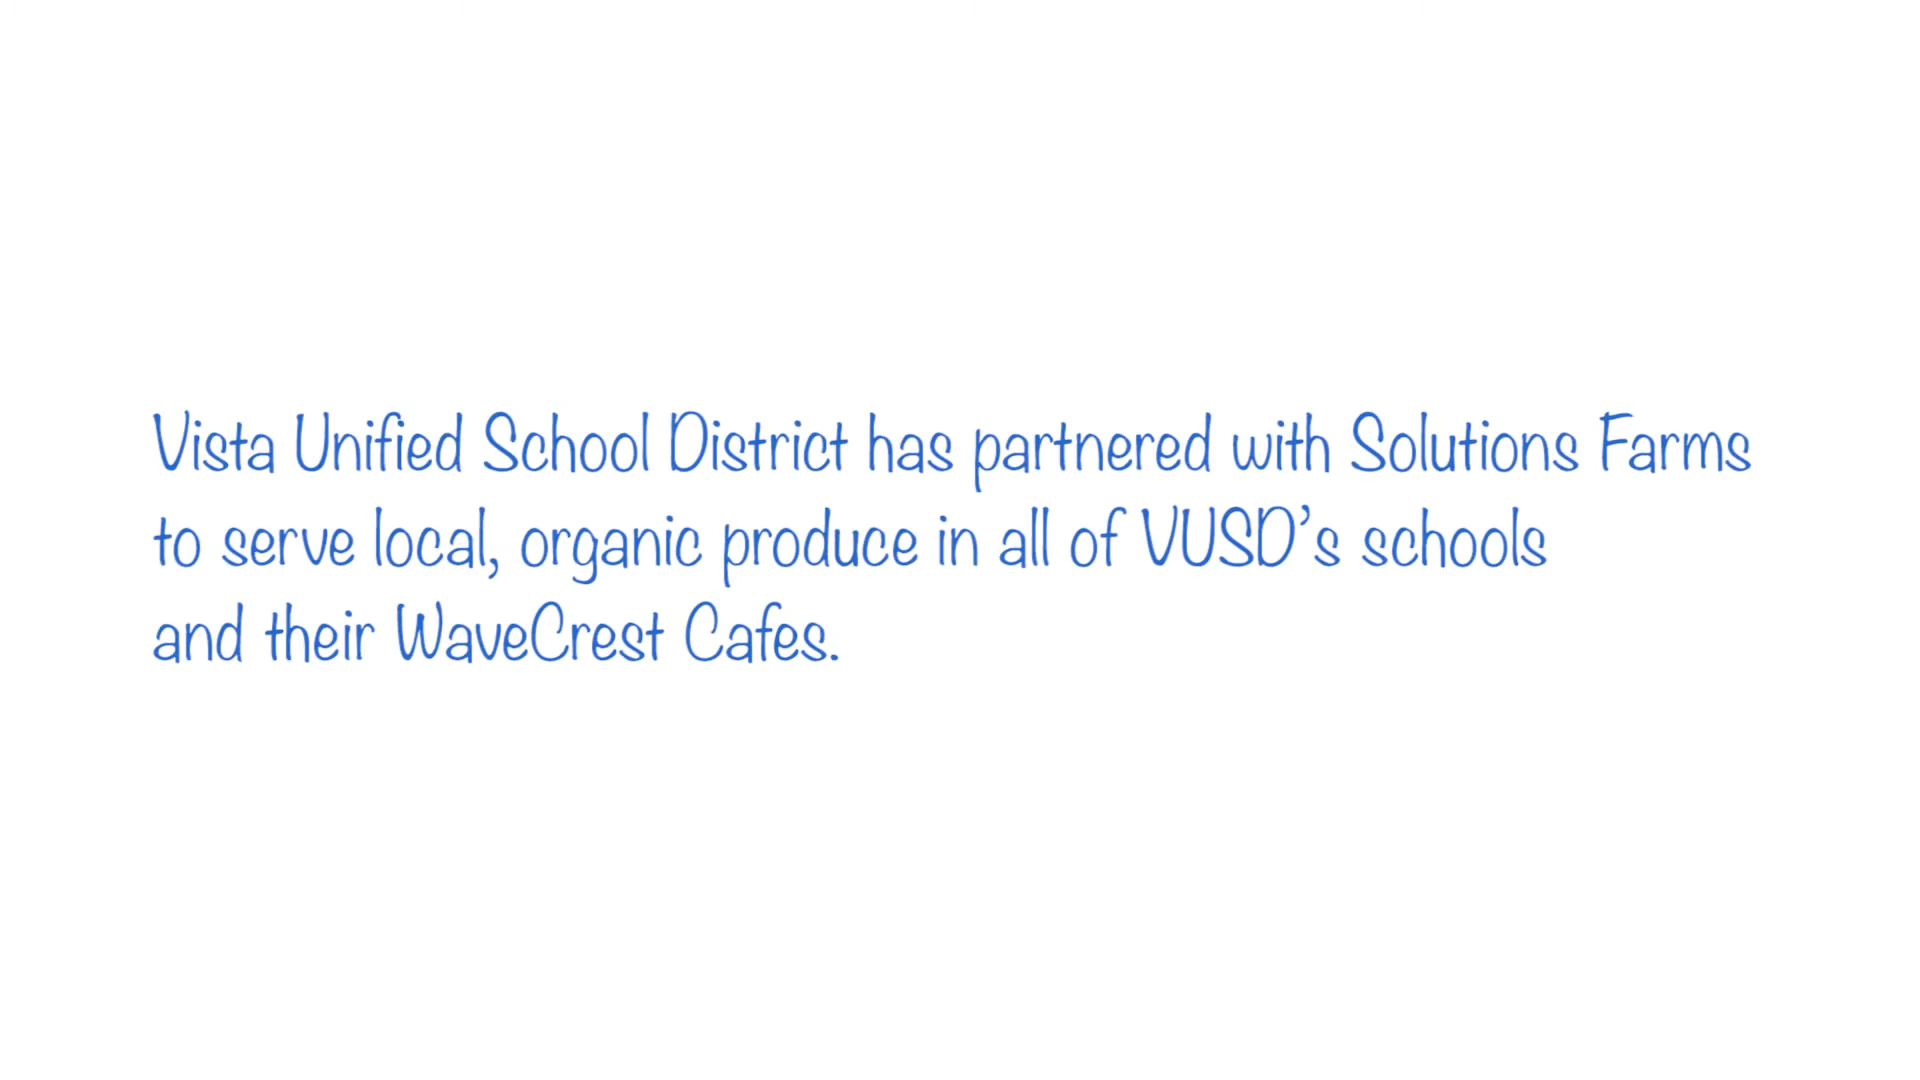 Vista Unified School District has partnered with Solutions Farms
to serve local, organic produce in all of VUSD's schools
and their WaveCrest Cafes.